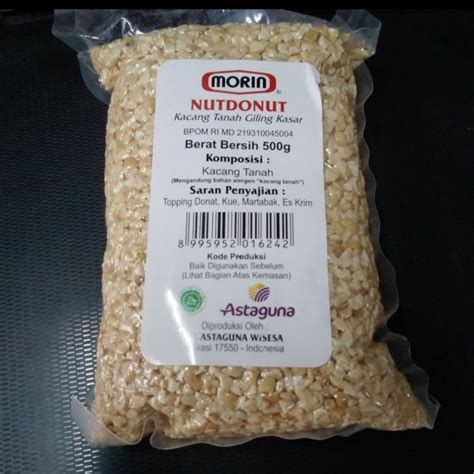 MORIN
®
NUTDONUT
Kacang Tanah Giling Kasar
BPOM RI MD 219310045004
Berat Bersih 500g
Komposisi :
Kacang Tanah
(Mengandung bahan alergen "kacang tanah")
Saran Penyajian :
Topping Donat, Kue, Martabak, Es Krim
8 995952 016242
Kode Produksi
Baik Digunakan Sebelum
(Lihat Bagian Atas Kemasan)
Astaguna
Diproduksi Oleh :
ASTAGUNA WISESA
17550 - Indonesia